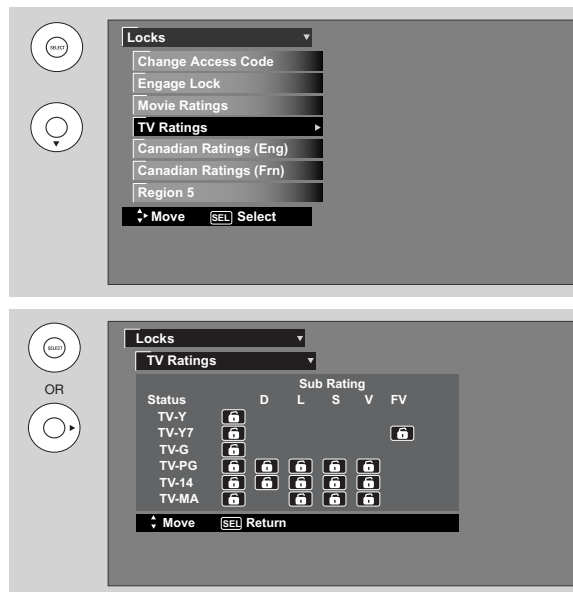 SELECT
Locks
Change Access Code
Engage Lock
Movie Ratings
TV Ratings
Canadian Ratings (Eng)
Canadian Ratings (Frn)
Region 5
Move SEL Select
SELECT
OR
Locks
TV Ratings
Sub Rating
Status D L S V FV
TV-Y
TV-Y7
TV-G
TV-PG
TV-14
TV-MA
Move SEL Return